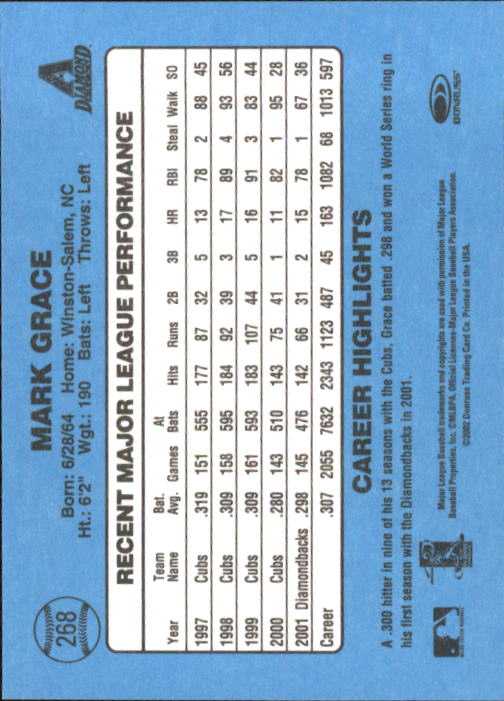 268
MARK GRACE
Born: 6/28/64 Home: Winston-Salem, NC
Ht.: 6'2" Wgt.: 190 Bats: Left Throws: Left
A
DIAMOND
RECENT MAJOR LEAGUE PERFORMANCE
Year Team Name Bat. Avg. Games At Bats Hits Runs 2B 3B HR RBI Steal Walk SO
1997 Cubs .319 151 555 177 87 32 5 13 78 2 88 45
1998 Cubs .309 158 595 184 92 39 3 17 89 4 93 56
1999 Cubs .309 161 593 183 107 44 5 16 91 3 83 44
2000 Cubs .280 143 510 143 75 41 1 11 82 1 95 28
2001 Diamondbacks .298 145 476 142 66 31 2 15 78 1 67 36
Career .307 2055 7632 2343 1123 487 45 163 1082 68 1013 597
CAREER HIGHLIGHTS
A .300 hitter in nine of his 13 seasons with the Cubs, Grace batted .298 and won a World Series ring in
his first season with the Diamondbacks in 2001.
Major League Baseball trademarks and copyrights are used with permission of Major League
Baseball Properties, Inc. ©MLBPA, Official Licensee-Major League Baseball Players Association.
©2002 Donruss Trading Card Co. Printed in the USA.
DONRUSS